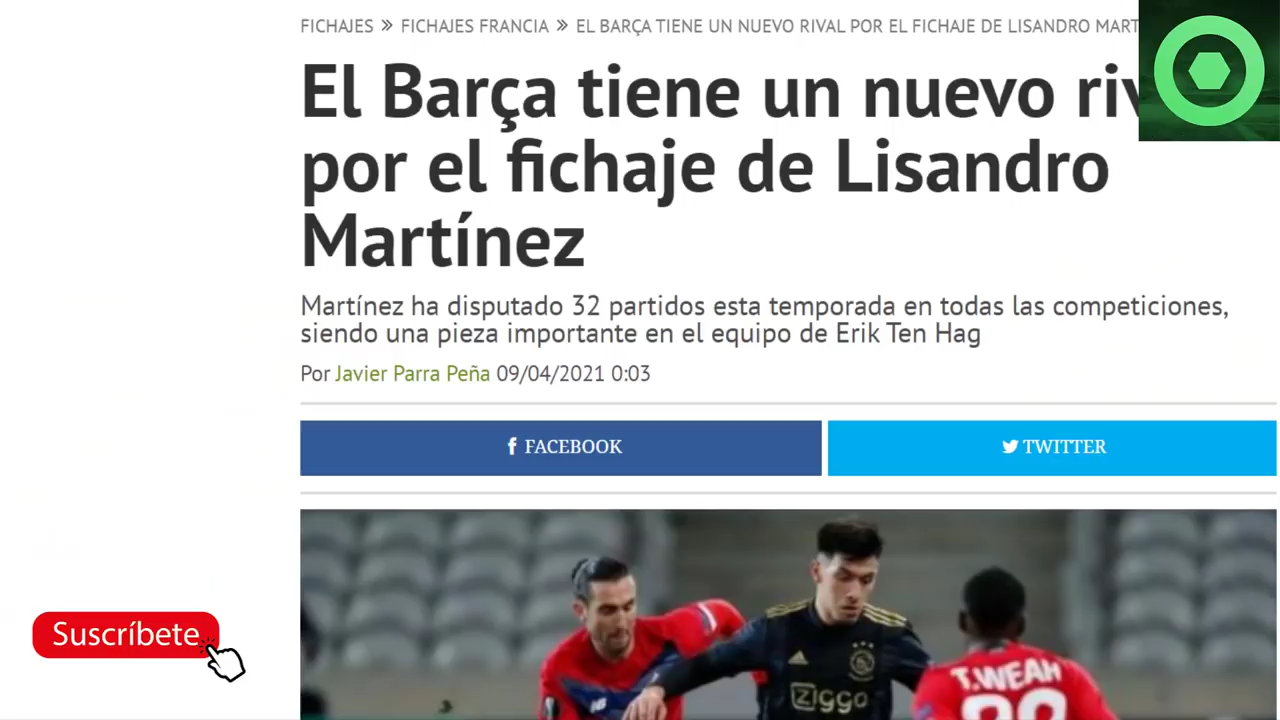 FICHAJES » FICHAJES FRANCIA » EL BARÇA TIENE UN NUEVO RIVAL POR EL FICHAJE DE LISANDRO MART
El Barça tiene un nuevo riv
por el fichaje de Lisandro
Martínez
Martínez ha disputado 32 partidos esta temporada en todas las competiciones,
siendo una pieza importante en el equipo de Erik Ten Hag
Por Javier Parra Peña 09/04/2021 0:03
FACEBOOK
TWITTER
Suscríbete
T.WEAH
ziggo